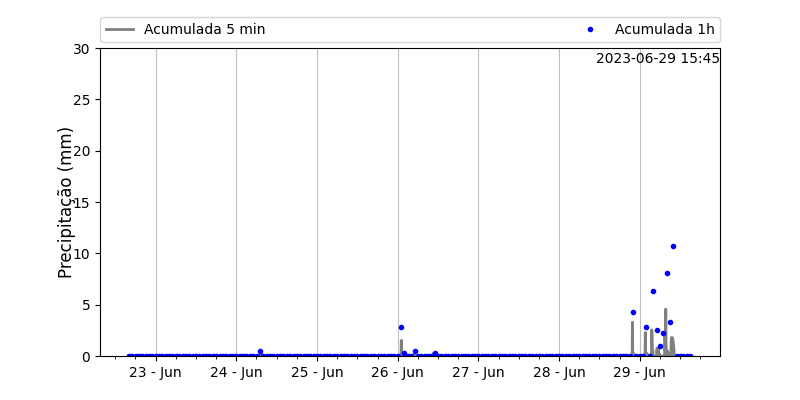 Acumulada 5 min
Acumulada 1h
2023-06-29 15:45
Precipitação (mm)
30
25
20
15
10
5
0
23 - Jun
24 - Jun
25 - Jun
26 - Jun
27 - Jun
28 - Jun
29 - Jun